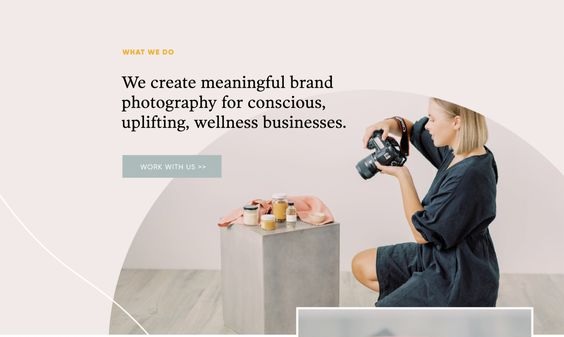 WHAT WE DO
We create meaningful brand
photography for conscious,
uplifting, wellness businesses.
WORK WITH US >>